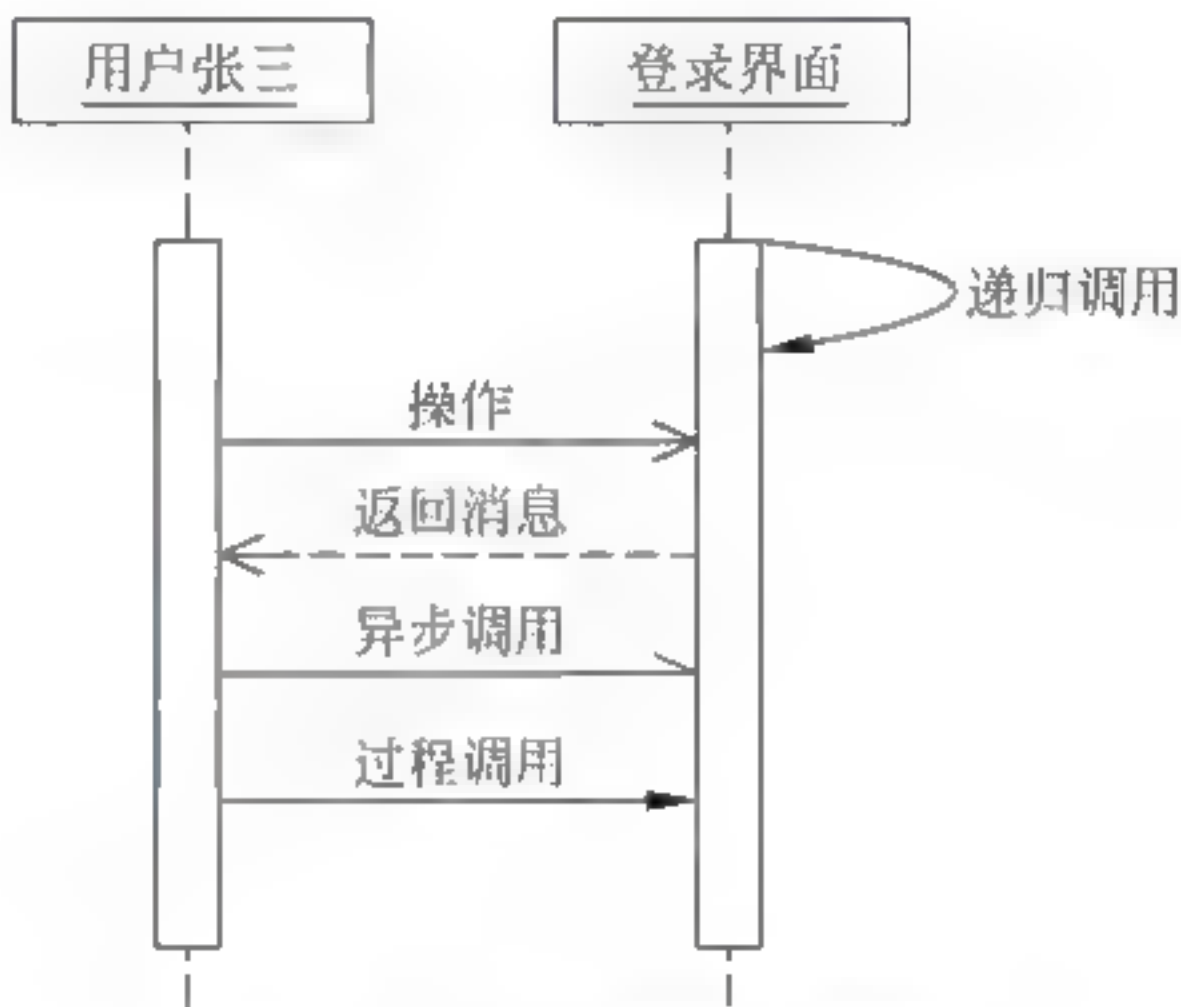 用户张三
登录界面
递归调用
操作
返回消息
异步调用
过程调用